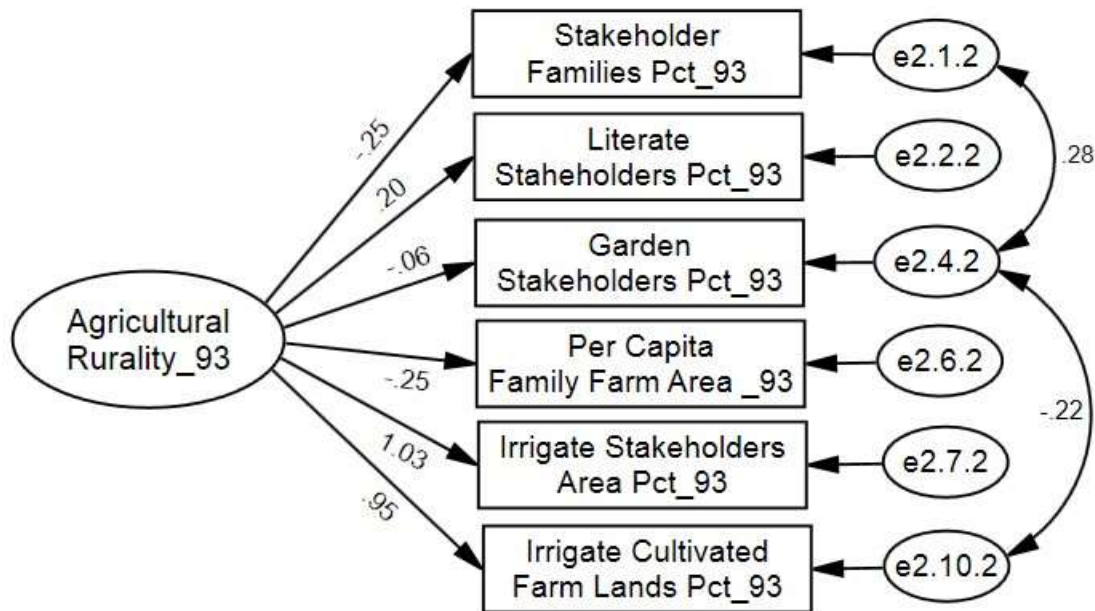 Stakeholder
Families Pct_93
e2.1.2
-.25
Literate
Staheholders Pct_93
e2.2.2
.28
.20
Garden
Stakeholders Pct_93
e2.4.2
-.06
Agricultural
Rurality_93
Per Capita
Family Farm Area _93
e2.6.2
-.25
-.22
Irrigate Stakeholders
Area Pct_93
e2.7.2
1.03
.95
Irrigate Cultivated
Farm Lands Pct_93
e2.10.2